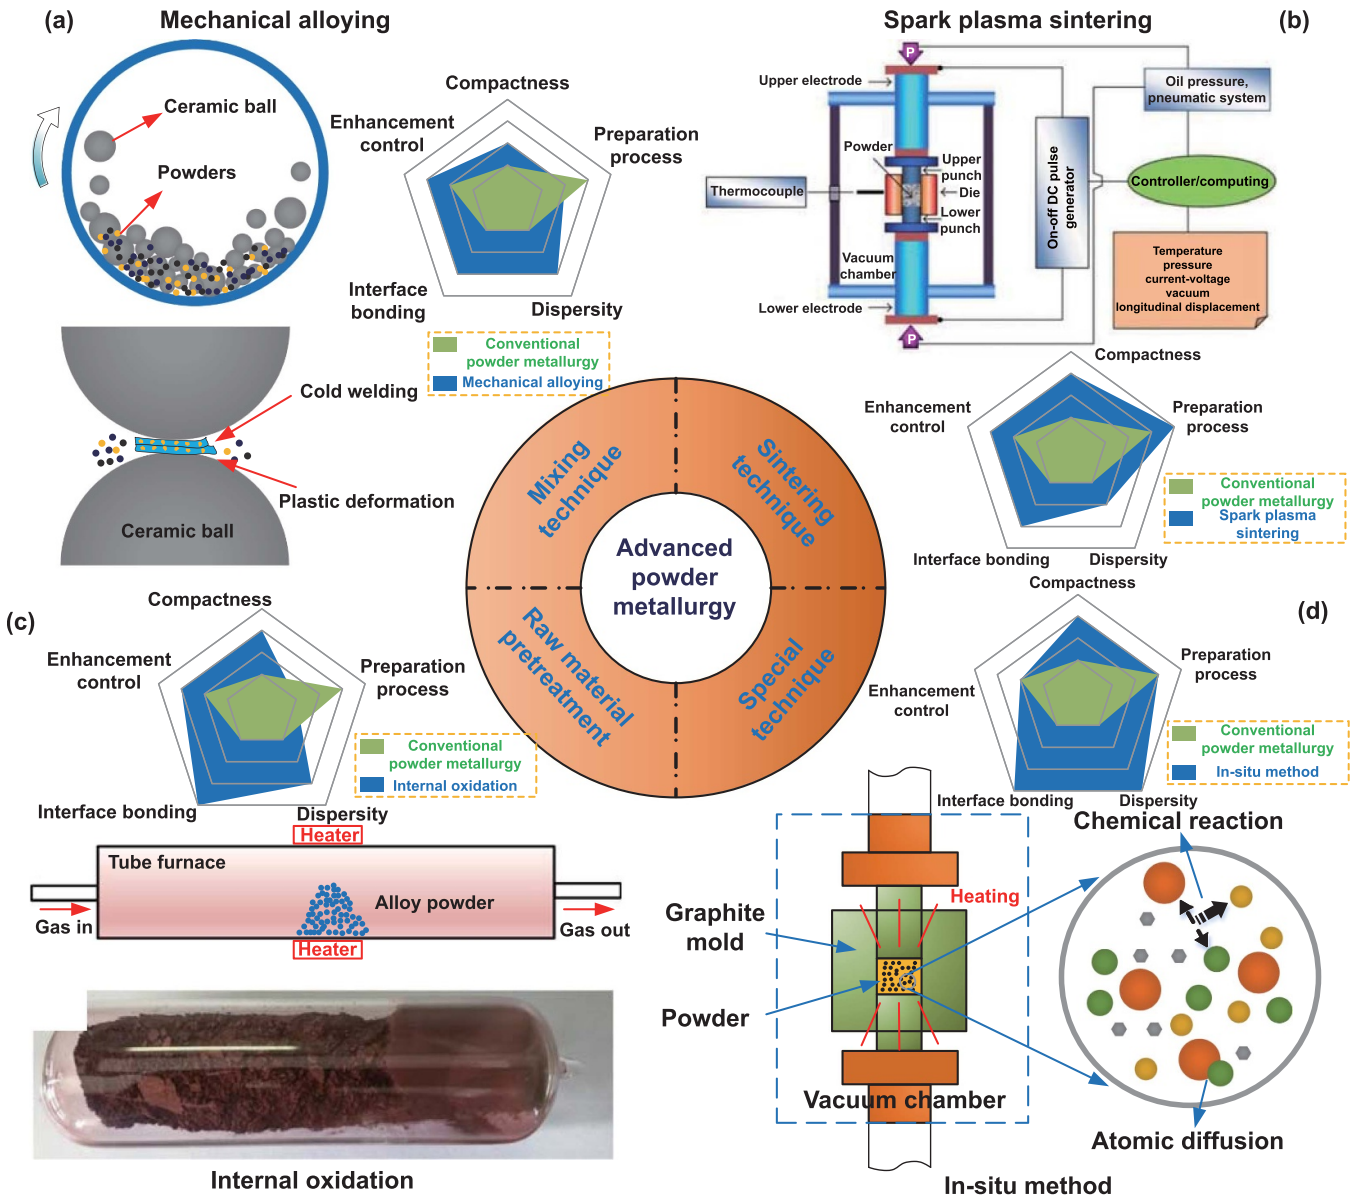 (a)
Mechanical alloying
Ceramic ball
Powders
Compactness
Enhancement
control
Preparation
process
Interface
bonding
Dispersity
Conventional
powder metallurgy
Mechanical alloying
Cold welding
Plastic deformation
Ceramic ball
Spark plasma sintering
(b)
P
Upper electrode
Oil pressure,
pneumatic system
Powder
Upper
punch
Thermocouple
Die
Lower
punch
On-off DC pulse
generator
Controller/computing
Vacuum
chamber
Lower electrode
P
Temperature
pressure
current-voltage
vacuum
longitudinal displacement
Compactness
Enhancement
control
Preparation
process
Conventional
powder metallurgy
Spark plasma
sintering
Interface bonding
Dispersity
Mixing
technique
Sintering
technique
Advanced
powder
metallurgy
Raw material
pretreatment
Special
technique
(c)
Compactness
Enhancement
control
Preparation
process
Conventional
powder metallurgy
Internal oxidation
Interface bonding
Dispersity
Heater
Tube furnace
Alloy powder
Gas in
Gas out
Heater
Internal oxidation
(d)
Compactness
Preparation
process
Enhancement
control
Conventional
powder metallurgy
In-situ method
Interface bonding
Dispersity
Chemical reaction
Heating
Graphite
mold
Powder
Vacuum chamber
Atomic diffusion
In-situ method